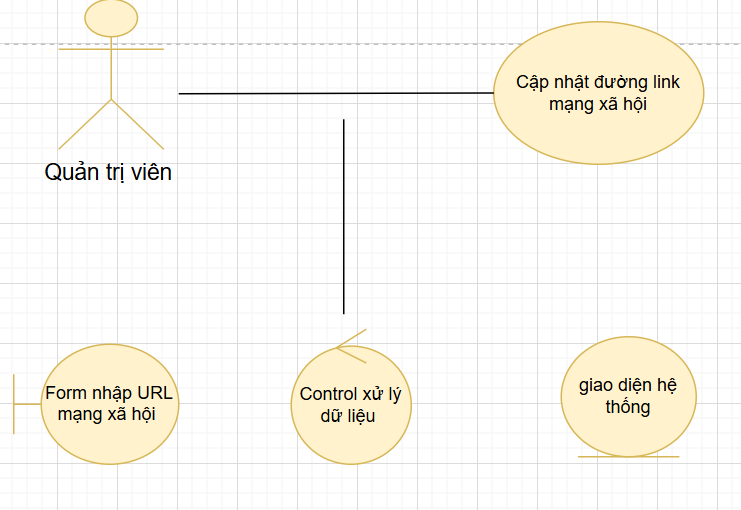 Cập nhật đường link
mạng xã hội
Quản trị viên
Form nhập URL
mạng xã hội
Control xử lý
dữ liệu
giao diện hệ
thống